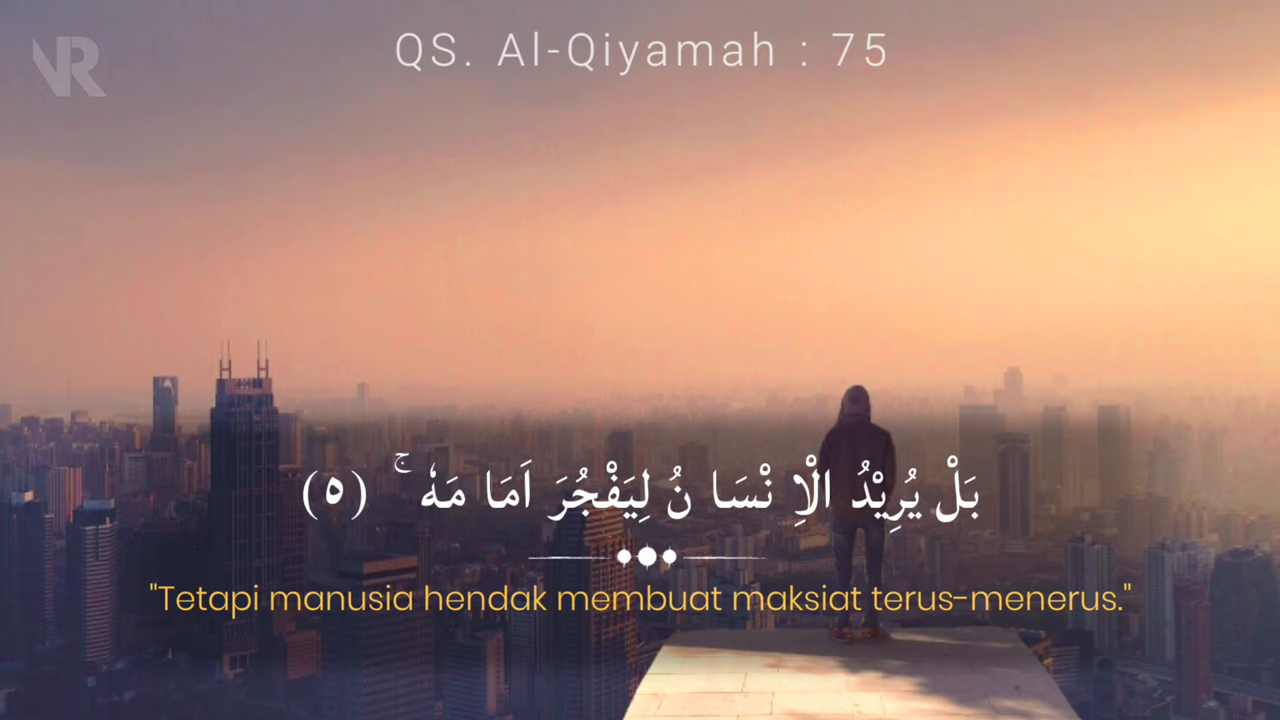 VR
QS. Al-Qiyamah : 75
بَلْ يُرِيْدُ الْاِ نْسَا نُ لِيَفْجُرَ اَمَا مَهٗ ۚ (٥)
"Tetapi manusia hendak membuat maksiat terus-menerus."